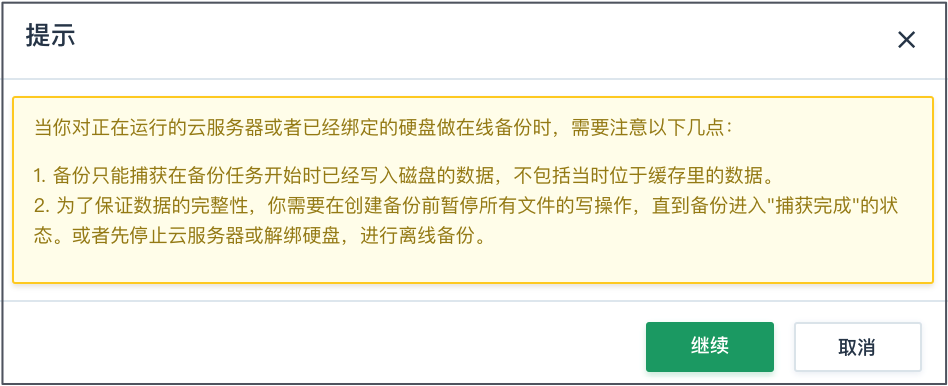 提示
当你对正在运行的云服务器或者已经绑定的硬盘做在线备份时，需要注意以下几点：
1. 备份只能捕获在备份任务开始时已经写入磁盘的数据，不包括当时位于缓存里的数据。
2. 为了保证数据的完整性，你需要在创建备份前暂停所有文件的写操作，直到备份进入"捕获完成"的状
态。或者先停止云服务器或解绑硬盘，进行离线备份。
继续
取消